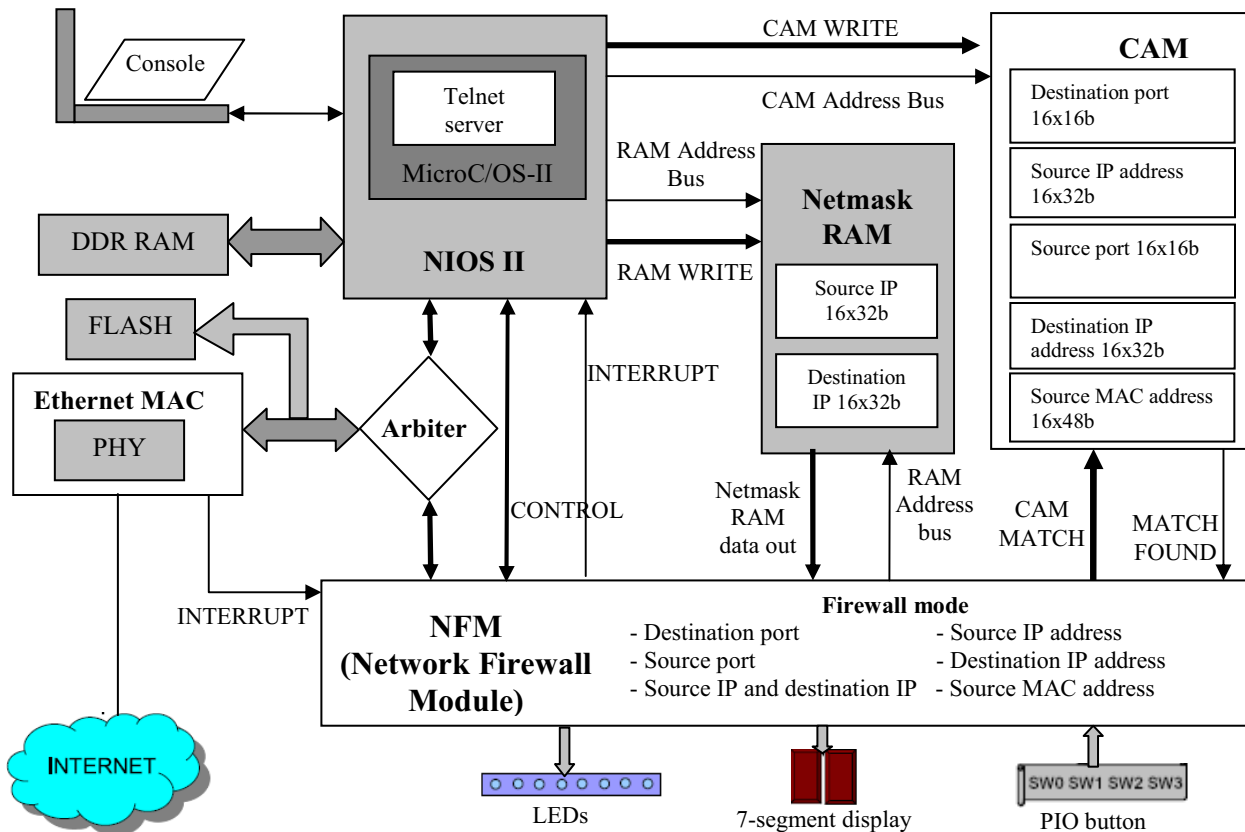 Console
Telnet
server
MicroC/OS-II
NIOS II
CAM WRITE
CAM Address Bus
CAM
Destination port
16x16b
Source IP address
16x32b
Source port 16x16b
Destination IP
address 16x32b
Source MAC address
16x48b
RAM Address
Bus
RAM WRITE
Netmask
RAM
Source IP
16x32b
Destination
IP 16x32b
DDR RAM
FLASH
Ethernet MAC
PHY
Arbiter
INTERRUPT
CONTROL
Netmask
RAM
data out
RAM
Address
bus
CAM
MATCH
MATCH
FOUND
INTERRUPT
NFM
(Network Firewall
Module)
Firewall mode
- Destination port
- Source port
- Source IP and destination IP
- Source IP address
- Destination IP address
- Source MAC address
INTERNET
LEDs
7-segment display
SW0 SW1 SW2 SW3
PIO button